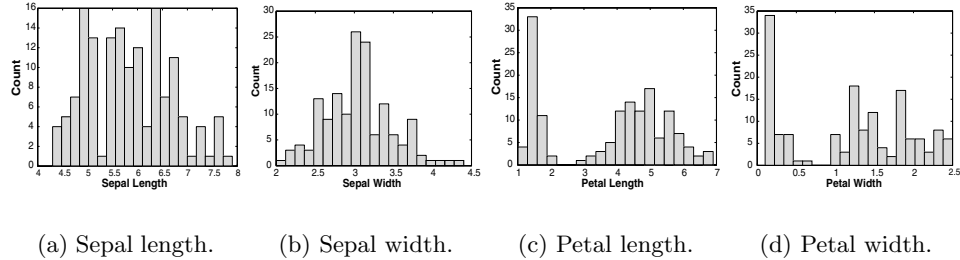 16
14
12
10
8
6
4
2
0
Count
4 4.5 5 5.5 6 6.5 7 7.5 8
Sepal Length
30
25
20
15
10
5
0
Count
2 2.5 3 3.5 4 4.5
Sepal Width
35
30
25
20
15
10
5
0
Count
1 2 3 4 5 6 7
Petal Length
35
30
25
20
15
10
5
0
Count
0 0.5 1 1.5 2 2.5
Petal Width
(a) Sepal length. (b) Sepal width. (c) Petal length. (d) Petal width.